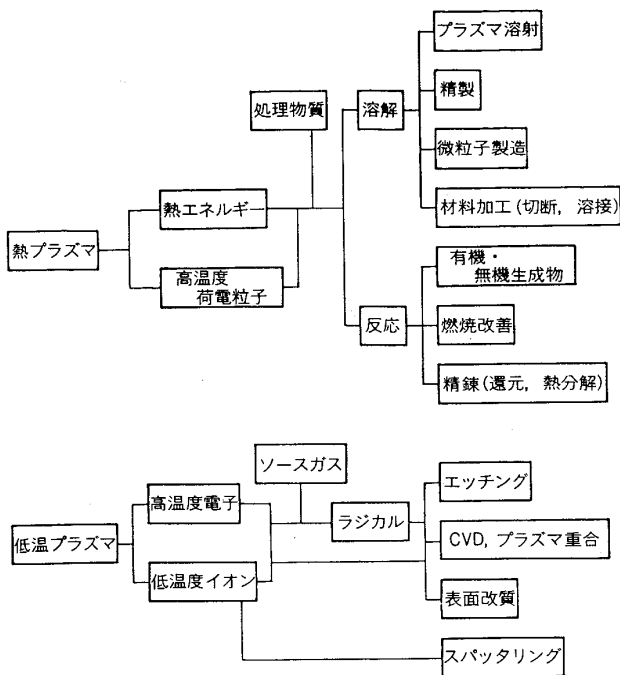 プラズマ溶射
精製
処理物質
溶解
微粒子製造
熱エネルギー
材料加工(切断, 溶接)
熱プラズマ
高温度
荷電粒子
有機・
無機生成物
反応
燃焼改善
精錬(還元, 熱分解)
ソースガス
エッチング
高温度電子
ラジカル
低温プラズマ
CVD, プラズマ重合
低温度イオン
表面改質
スパッタリング